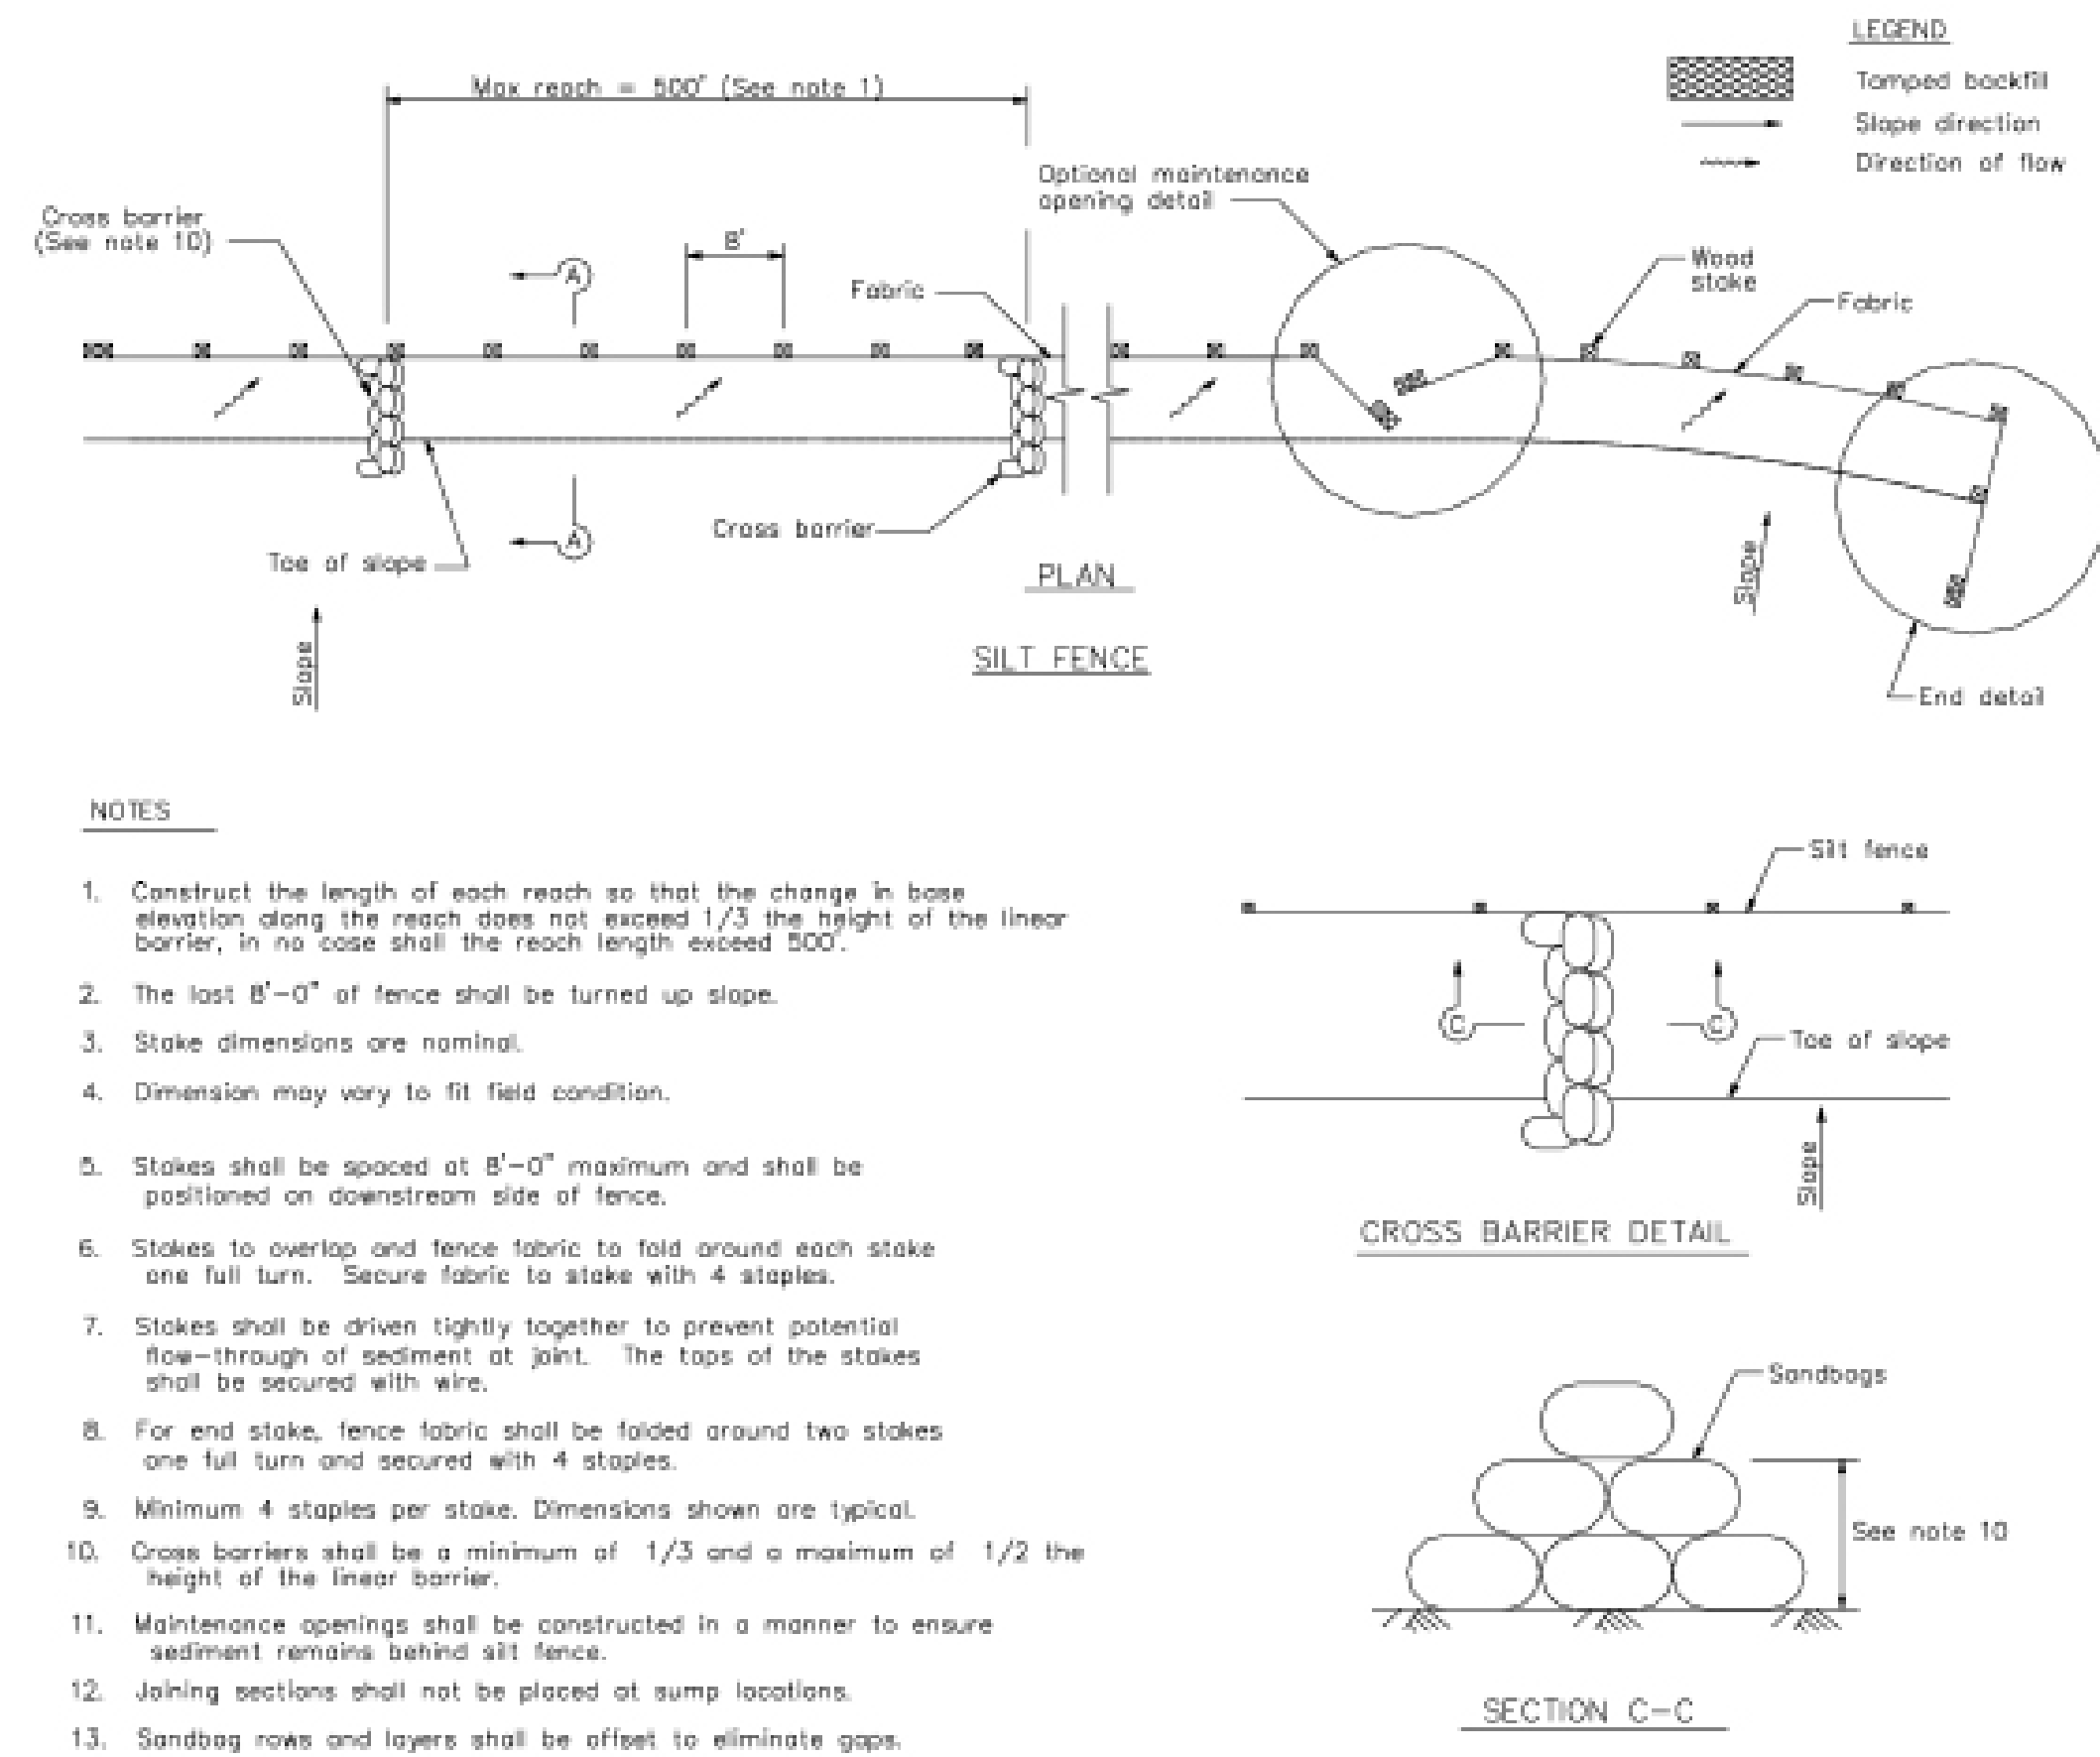 LEGEND
Tamped backfill
Slope direction
Direction of flow
Max reach = 500' (See note 1)
Optional maintenance
opening detail
Cross barrier
(See note 10)
A
8'
Fabric
Wood
stake
Fabric
Cross barrier
A
Toe of slope
PLAN
Slope
Slope
SILT FENCE
End detail
NOTES
1. Construct the length of each reach so that the change in base
elevation along the reach does not exceed 1/3 the height of the linear
barrier, in no case shall the reach length exceed 500'.
2. The last 8'-0" of fence shall be turned up slope.
3. Stake dimensions are nominal.
4. Dimension may vary to fit field condition.
5. Stakes shall be spaced at 8'-0" maximum and shall be
positioned on downstream side of fence.
6. Stakes to overlap and fence fabric to fold around each stake
one full turn. Secure fabric to stake with 4 staples.
7. Stakes shall be driven tightly together to prevent potential
flow-through of sediment at joint. The tops of the stakes
shall be secured with wire.
8. For end stake, fence fabric shall be folded around two stakes
one full turn and secured with 4 staples.
9. Minimum 4 staples per stake. Dimensions shown are typical.
10. Cross barriers shall be a minimum of 1/3 and a maximum of 1/2 the
height of the linear barrier.
11. Maintenance openings shall be constructed in a manner to ensure
sediment remains behind silt fence.
12. Joining sections shall not be placed at sump locations.
13. Sandbag rows and layers shall be offset to eliminate gaps.
Silt fence
C
C
Toe of slope
Slope
CROSS BARRIER DETAIL
Sandbags
See note 10
SECTION C-C